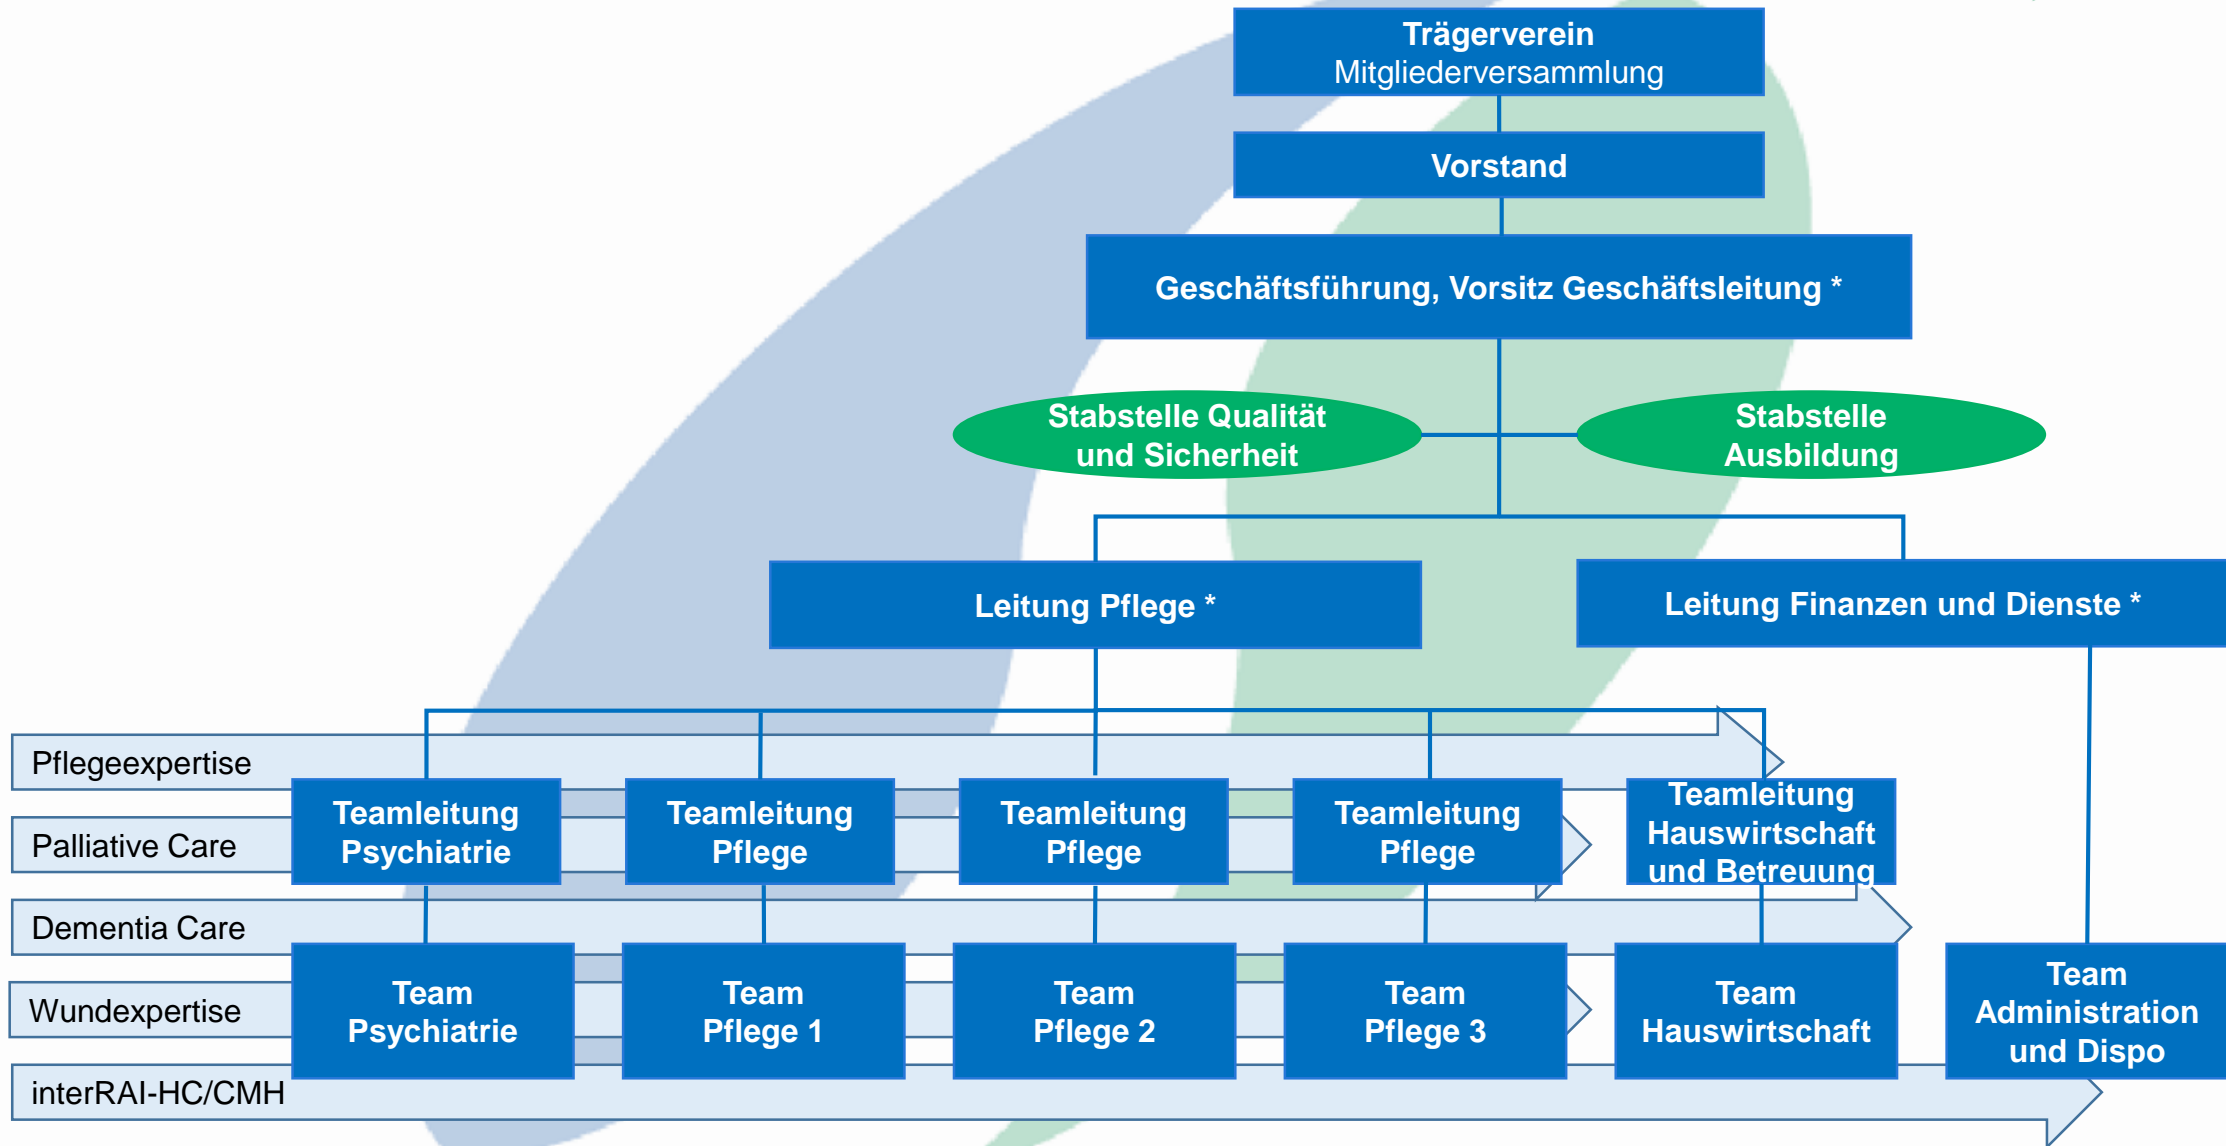 Trägerverein
Mitgliederversammlung
Vorstand
Geschäftsführung, Vorsitz Geschäftsleitung *
Stabstelle Qualität
und Sicherheit
Stabstelle
Ausbildung
Leitung Pflege *
Leitung Finanzen und Dienste *
Pflegeexpertise
Palliative Care
Dementia Care
Wundexpertise
interRAI-HC/CMH
Teamleitung
Psychiatrie
Teamleitung
Pflege
Teamleitung
Pflege
Teamleitung
Pflege
Teamleitung
Hauswirtschaft
und Betreuung
Team
Psychiatrie
Team
Pflege 1
Team
Pflege 2
Team
Pflege 3
Team
Hauswirtschaft
Team
Administration
und Dispo